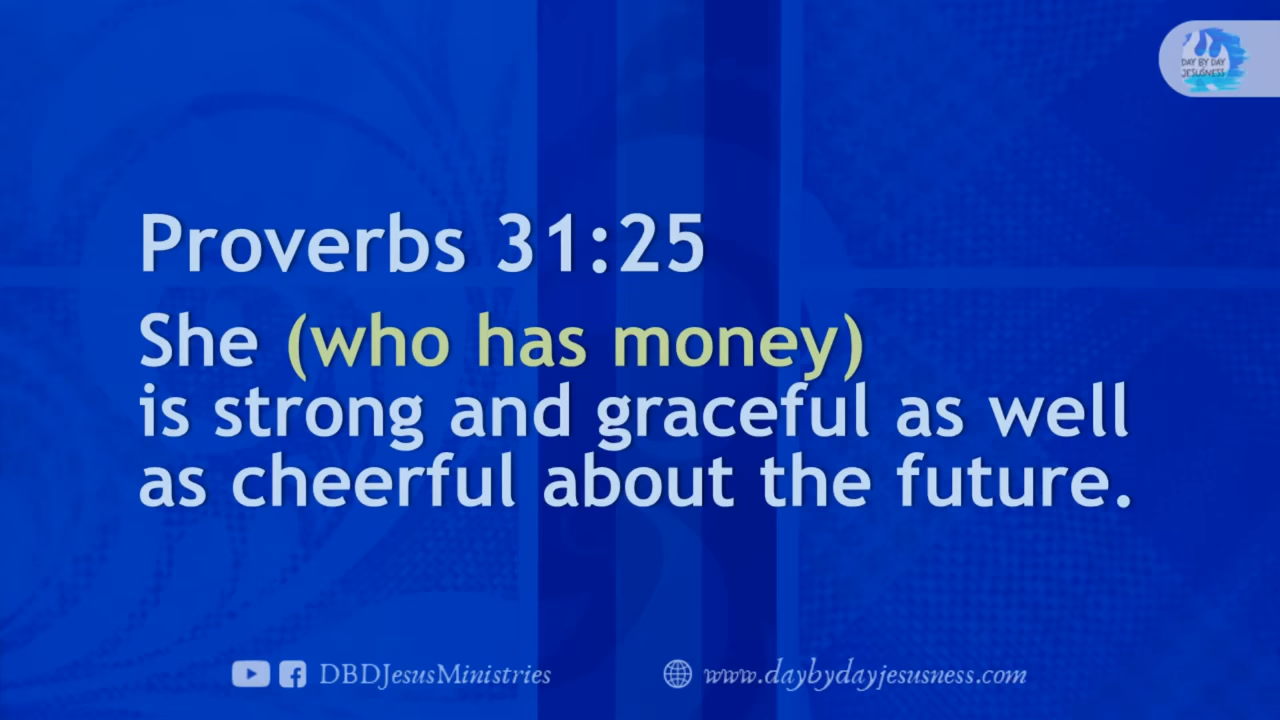 DAY BY DAY
JESUSNESS
Proverbs 31:25
She (who has money)
is strong and graceful as well
as cheerful about the future.
DBDJesusMinistries
www.daybydayjesusness.com